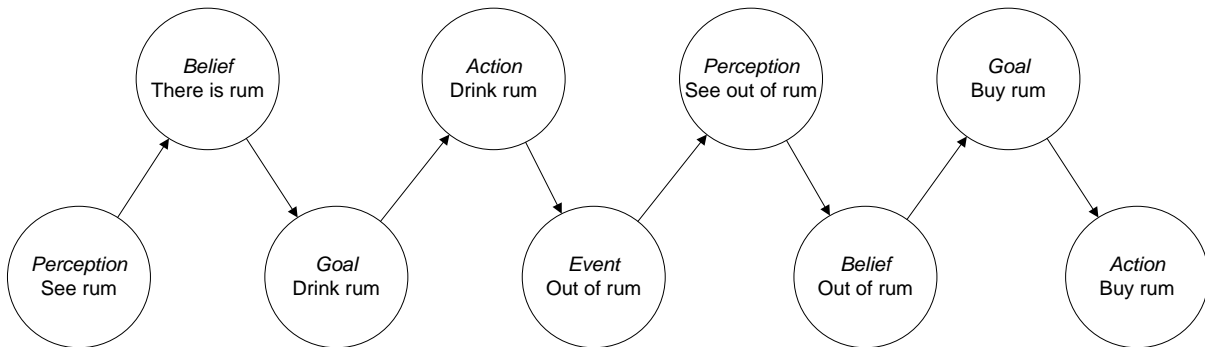 Belief
There is rum
Action
Drink rum
Perception
See out of rum
Goal
Buy rum
Perception
See rum
Goal
Drink rum
Event
Out of rum
Belief
Out of rum
Action
Buy rum